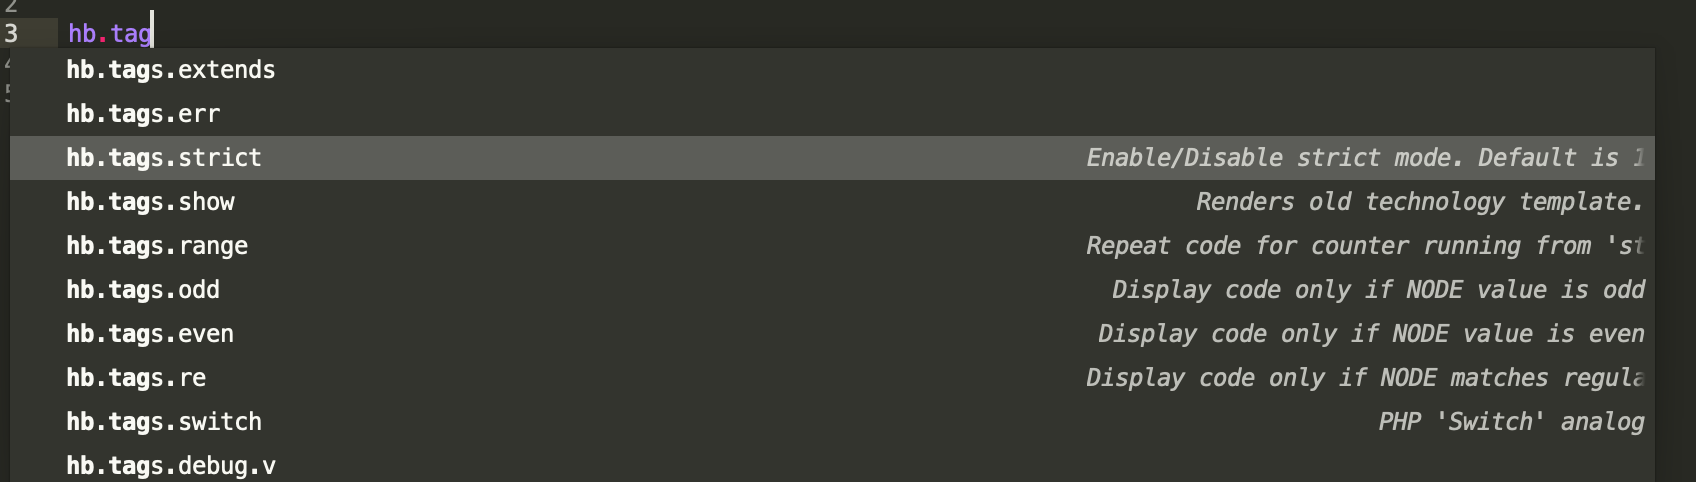 2
3 hb.tag
hb.tags.extends
hb.tags.err
hb.tags.strict Enable/Disable strict mode. Default is 1
hb.tags.show Renders old technology template.
hb.tags.range Repeat code for counter running from 'st
hb.tags.odd Display code only if NODE value is odd
hb.tags.even Display code only if NODE value is even
hb.tags.re Display code only if NODE matches regula
hb.tags.switch PHP 'Switch' analog
hb.tags.debug.v